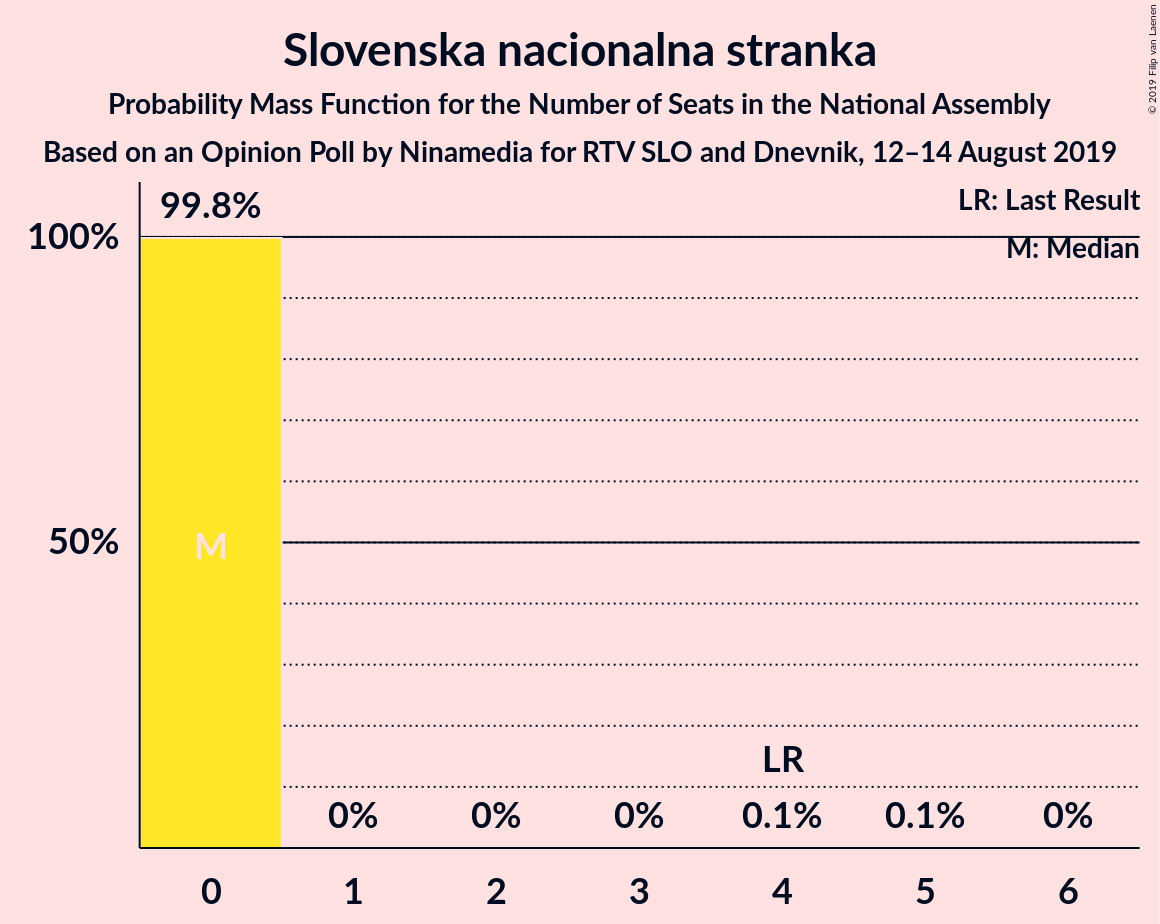 Slovenska nacionalna stranka
Probability Mass Function for the Number of Seats in the National Assembly
Based on an Opinion Poll by Ninamedia for RTV SLO and Dnevnik, 12–14 August 2019
© 2019 Filip van Laenen
LR: Last Result
M: Median
99.8%
100%
50%
M
LR
0% 0% 0% 0.1% 0.1% 0%
0 1 2 3 4 5 6